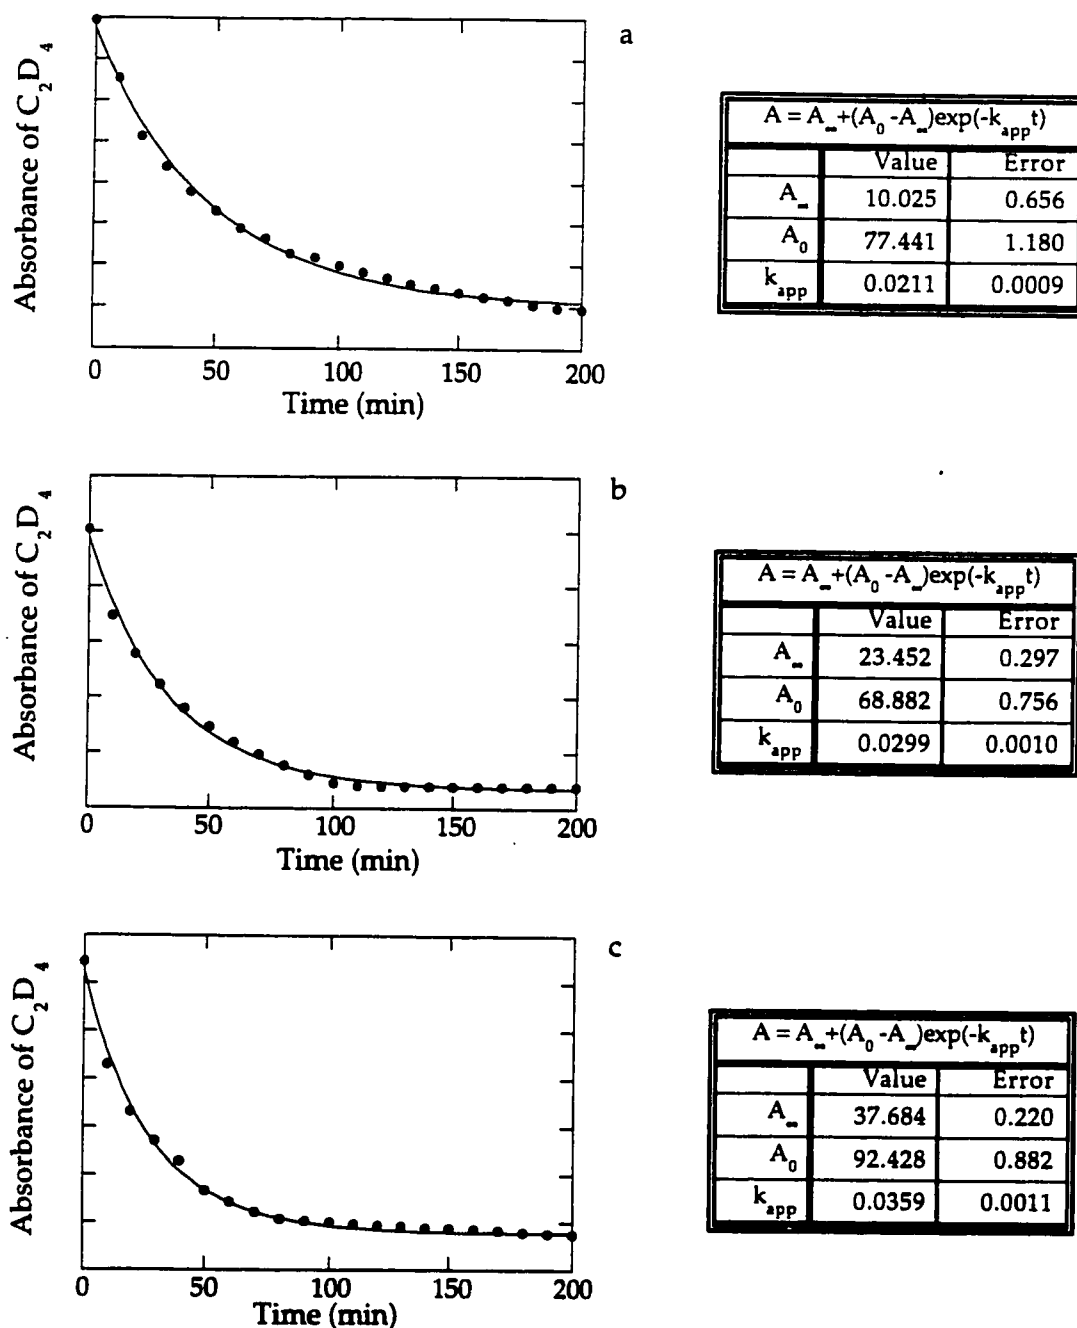 a
Absorbance of C₂D₄
0 50 100 150 200
Time (min)
A = A∞+(A₀ -A∞)exp(-kₐₚₚt)
Value Error
A∞ 10.025 0.656
A₀ 77.441 1.180
kₐₚₚ 0.0211 0.0009
b
Absorbance of C₂D₄
0 50 100 150 200
Time (min)
A = A∞+(A₀ -A∞)exp(-kₐₚₚt)
Value Error
A∞ 23.452 0.297
A₀ 68.882 0.756
kₐₚₚ 0.0299 0.0010
c
Absorbance of C₂D₄
0 50 100 150 200
Time (min)
A = A∞+(A₀ -A∞)exp(-kₐₚₚt)
Value Error
A∞ 37.684 0.220
A₀ 92.428 0.882
kₐₚₚ 0.0359 0.0011